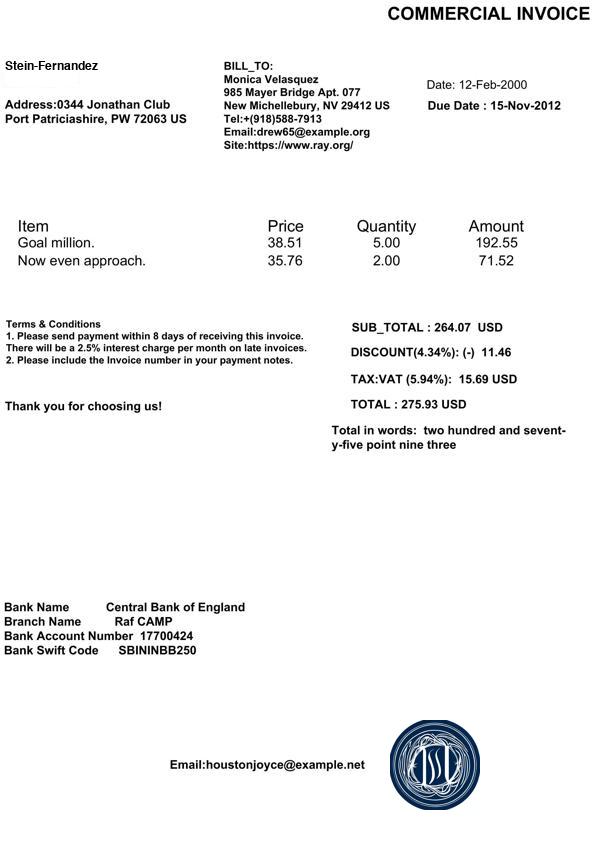 COMMERCIAL INVOICE
Stein-Fernandez
Address:0344 Jonathan Club
Port Patriciashire, PW 72063 US
BILL_TO:
Monica Velasquez
985 Mayer Bridge Apt. 077
New Michellebury, NV 29412 US
Tel:+(918)588-7913
Email:drew65@example.org
Site:https://www.ray.org/
Date: 12-Feb-2000
Due Date : 15-Nov-2012
Item Price Quantity Amount
Goal million. 38.51 5.00 192.55
Now even approach. 35.76 2.00 71.52
Terms & Conditions
1. Please send payment within 8 days of receiving this invoice.
There will be a 2.5% interest charge per month on late invoices.
2. Please include the Invoice number in your payment notes.
Thank you for choosing us!
SUB_TOTAL : 264.07 USD
DISCOUNT(4.34%): (-) 11.46
TAX:VAT (5.94%): 15.69 USD
TOTAL : 275.93 USD
Total in words: two hundred and sevent-
y-five point nine three
Bank Name Central Bank of England
Branch Name Raf CAMP
Bank Account Number 17700424
Bank Swift Code SBININBB250
Email:houstonjoyce@example.net